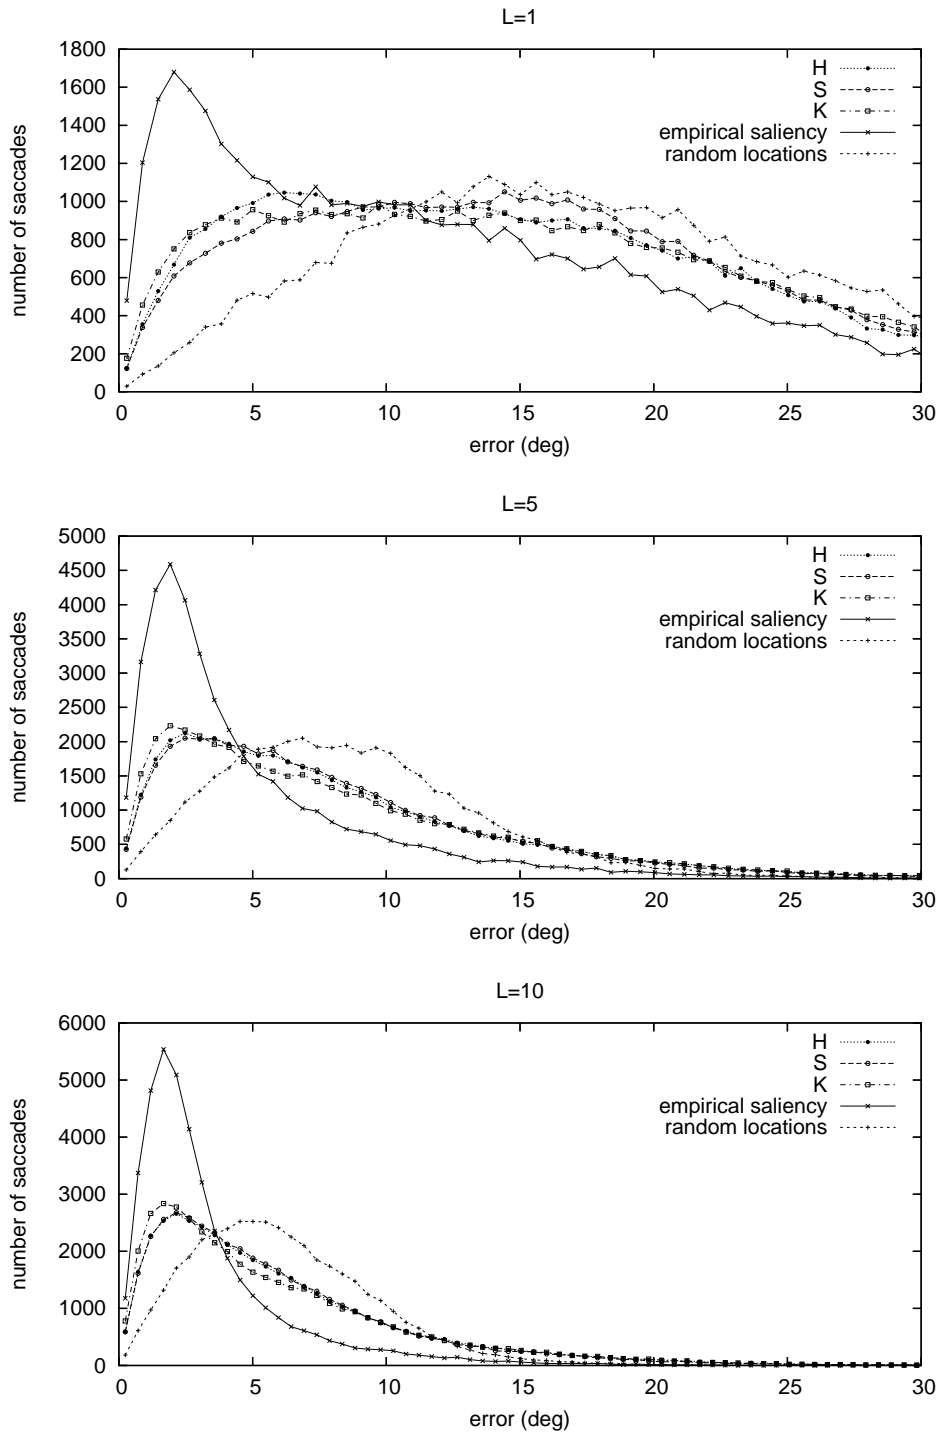 L=1
1800
1600
1400
1200
1000
800
600
400
200
0
number of saccades
H
S
K
empirical saliency
random locations
0 5 10 15 20 25 30
error (deg)
L=5
5000
4500
4000
3500
3000
2500
2000
1500
1000
500
0
number of saccades
H
S
K
empirical saliency
random locations
0 5 10 15 20 25 30
error (deg)
L=10
6000
5000
4000
3000
2000
1000
0
number of saccades
H
S
K
empirical saliency
random locations
0 5 10 15 20 25 30
error (deg)